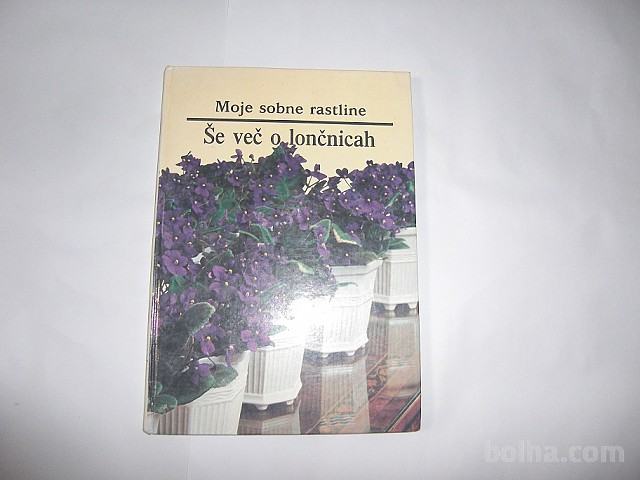 Moje sobne rastline
Še več o lončnicah
bolha.com